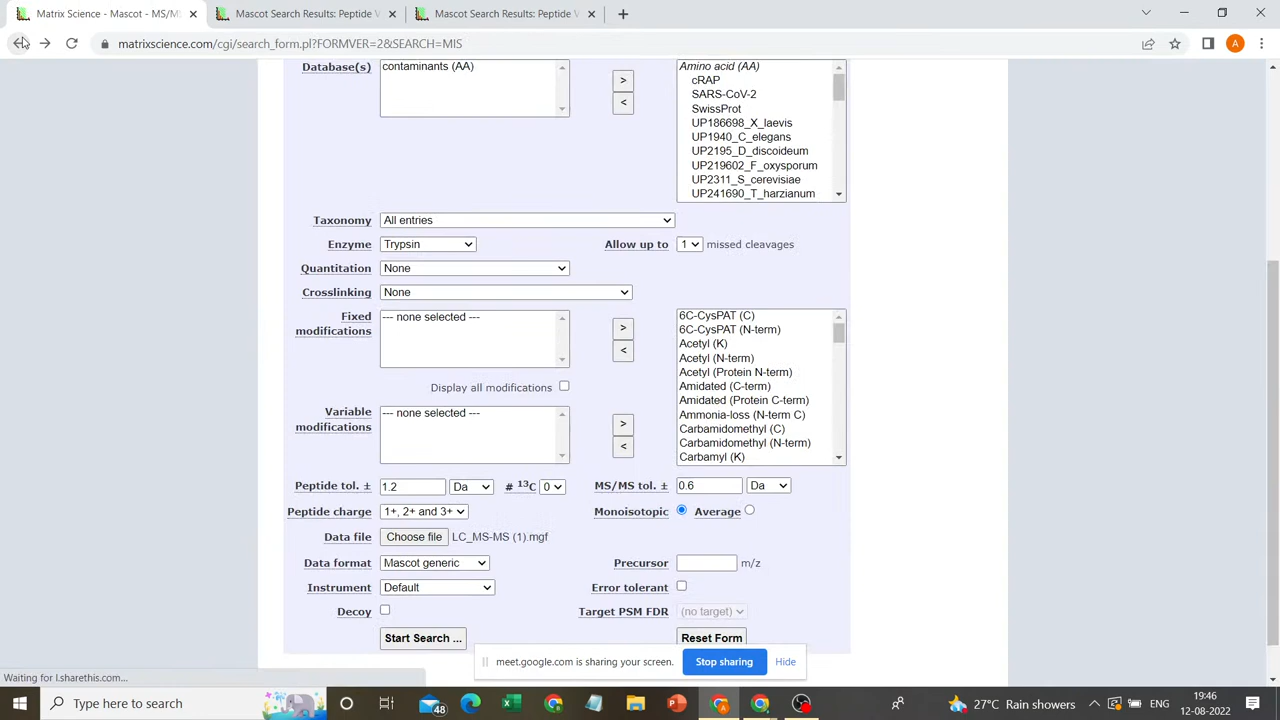 Matrix Science - Mascot - MS/MS
Mascot Search Results: Peptide V
Mascot Search Results: Peptide V
matrixscience.com/cgi/search_form.pl?FORMVER=2&SEARCH=MIS
A
Database(s)
contaminants (AA)
>
<
Amino acid (AA)
cRAP
SARS-CoV-2
SwissProt
UP186698_X_laevis
UP1940_C_elegans
UP2195_D_discoideum
UP219602_F_oxysporum
UP2311_S_cerevisiae
UP241690_T_harzianum
Taxonomy All entries
Enzyme Trypsin Allow up to 1 missed cleavages
Quantitation None
Crosslinking None
Fixed modifications
--- none selected ---
>
<
Display all modifications
6C-CysPAT (C)
6C-CysPAT (N-term)
Acetyl (K)
Acetyl (N-term)
Acetyl (Protein N-term)
Amidated (C-term)
Amidated (Protein C-term)
Ammonia-loss (N-term C)
Carbamidomethyl (C)
Carbamidomethyl (N-term)
Carbamyl (K)
Variable modifications
--- none selected ---
>
<
Peptide tol. ± 1.2 Da # 13C 0 MS/MS tol. ± 0.6 Da
Peptide charge 1+, 2+ and 3+ Monoisotopic Average
Data file Choose file LC_MS-MS (1).mgf
Data format Mascot generic Precursor m/z
Instrument Default Error tolerant
Decoy Target PSM FDR (no target)
Start Search ... Reset Form
meet.google.com is sharing your screen. Stop sharing Hide
Waiting for l.sharethis.com...
Type here to search
48
27°C Rain showers
ENG
19:46
12-08-2022